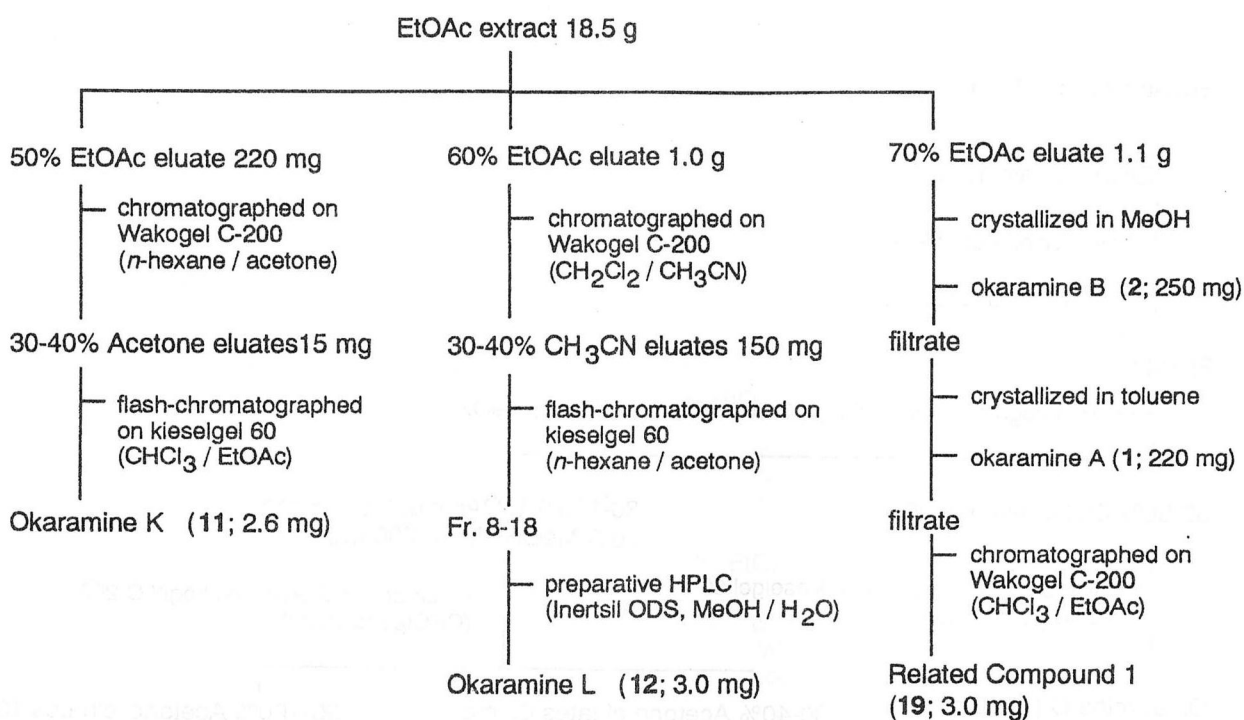 EtOAc extract 18.5 g
50% EtOAc eluate 220 mg
chromatographed on
Wakogel C-200
(n-hexane / acetone)
30-40% Acetone eluates15 mg
flash-chromatographed
on kieselgel 60
(CHCl3 / EtOAc)
Okaramine K (11; 2.6 mg)
60% EtOAc eluate 1.0 g
chromatographed on
Wakogel C-200
(CH2Cl2 / CH3CN)
30-40% CH3CN eluates 150 mg
flash-chromatographed on
kieselgel 60
(n-hexane / acetone)
Fr. 8-18
preparative HPLC
(Inertsil ODS, MeOH / H2O)
Okaramine L (12; 3.0 mg)
70% EtOAc eluate 1.1 g
crystallized in MeOH
okaramine B (2; 250 mg)
filtrate
crystallized in toluene
okaramine A (1; 220 mg)
filtrate
chromatographed on
Wakogel C-200
(CHCl3 / EtOAc)
Related Compound 1
(19; 3.0 mg)